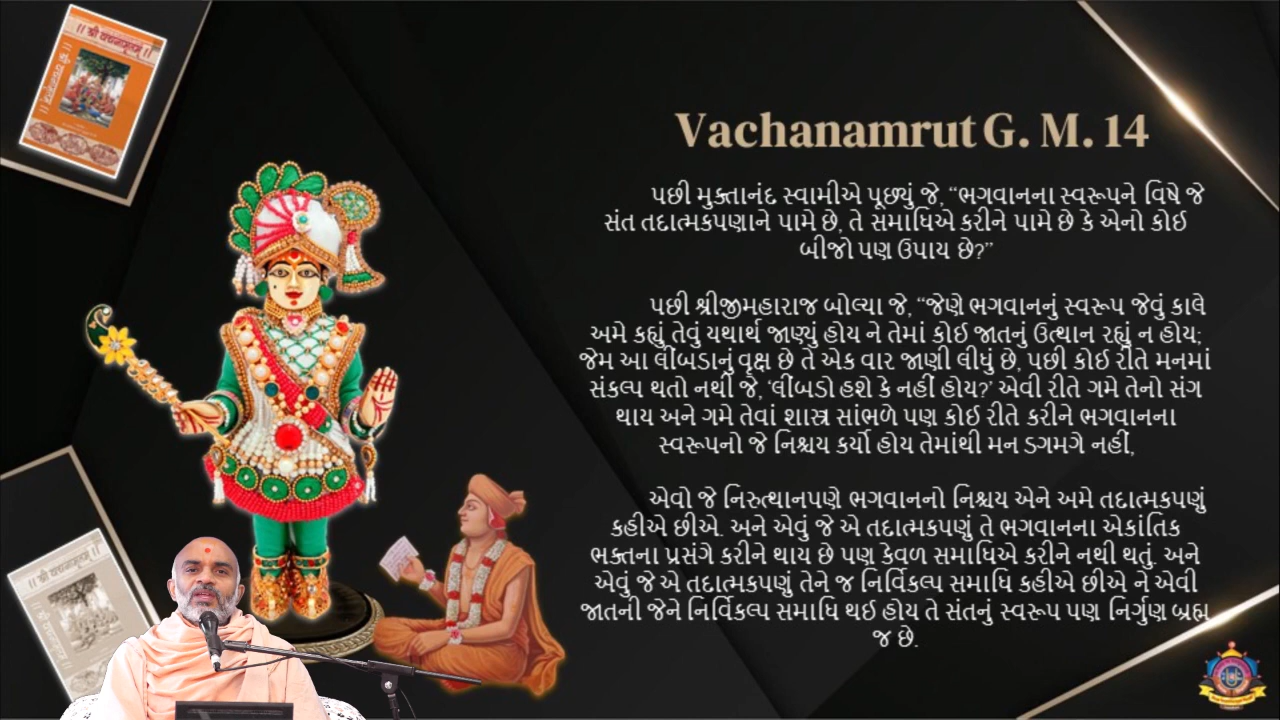 || श्री वचनामृतम् ||
Vachanamrut G. M. 14
પછી મુક્તાનંદ સ્વામીએ પૂછ્યું જે, “ભગવાનના સ્વરૂપને વિષે જે
સંત તદાત્મકપણાને પામે છે, તે સમાધિએ કરીને પામે છે કે એનો કોઈ
બીજો પણ ઉપાય છે?”
પછી શ્રીજીમહારાજ બોલ્યા જે, “જેણે ભગવાનનું સ્વરૂપ જેવું કાલે
અમે કહ્યું તેવું યથાર્થ જાણ્યું હોય ને તેમાં કોઈ જાતનું ઉત્થાન રહ્યું ન હોય;
જેમ આ લીંબડાનું વૃક્ષ છે તે એક વાર જાણી લીધું છે, પછી કોઈ રીતે મનમાં
સંકલ્પ થતો નથી જે, ‘લીંબડો હશે કે નહીં હોય?’ એવી રીતે ગમે તેનો સંગ
થાય અને ગમે તેવાં શાસ્ત્ર સાંભળે પણ કોઈ રીતે કરીને ભગવાનના
સ્વરૂપનો જે નિશ્ચય કર્યો હોય તેમાંથી મન ડગમગે નહીં,
એવો જે નિરુત્થાનપણે ભગવાનનો નિશ્ચય એને અમે તદાત્મકપણું
કહીએ છીએ. અને એવું જે એ તદાત્મકપણું તે ભગવાનના એકાંતિક
ભક્તના પ્રસંગે કરીને થાય છે પણ કેવળ સમાધિએ કરીને નથી થતું. અને
એવું જે એ તદાત્મકપણું તેને જ નિર્વિકલ્પ સમાધિ કહીએ છીએ ને એવી
જાતની જેને નિર્વિકલ્પ સમાધિ થઈ હોય તે સંતનું સ્વરૂપ પણ નિર્ગુણ બ્રહ્મ
જ છે.